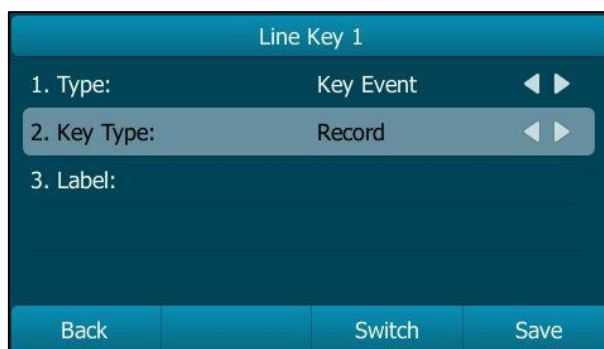 Line Key 1
1. Type: Key Event
2. Key Type: Record
3. Label:
Back Switch Save